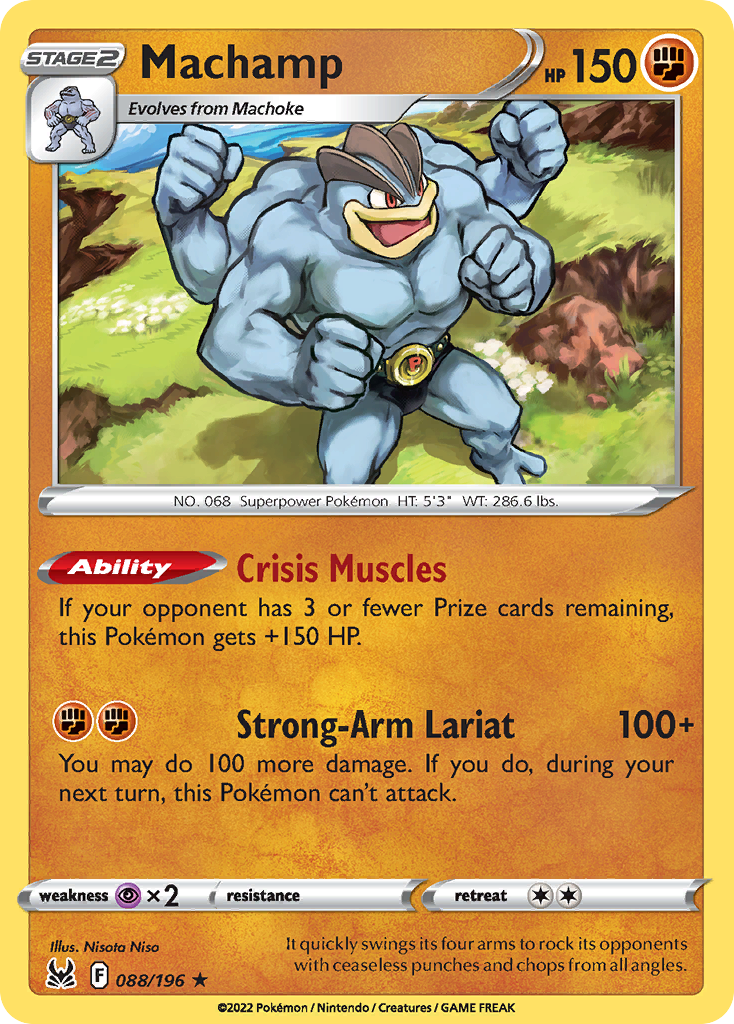 STAGE2
Machamp
HP 150
Evolves from Machoke
P
NO. 068 Superpower Pokémon HT: 5'3" WT: 286.6 lbs.
Ability Crisis Muscles
If your opponent has 3 or fewer Prize cards remaining,
this Pokémon gets +150 HP.
Strong-Arm Lariat 100+
You may do 100 more damage. If you do, during your
next turn, this Pokémon can't attack.
weakness ×2 resistance retreat
Illus. Nisota Niso
It quickly swings its four arms to rock its opponents
with ceaseless punches and chops from all angles.
F 088/196 ★
©2022 Pokémon / Nintendo / Creatures / GAME FREAK